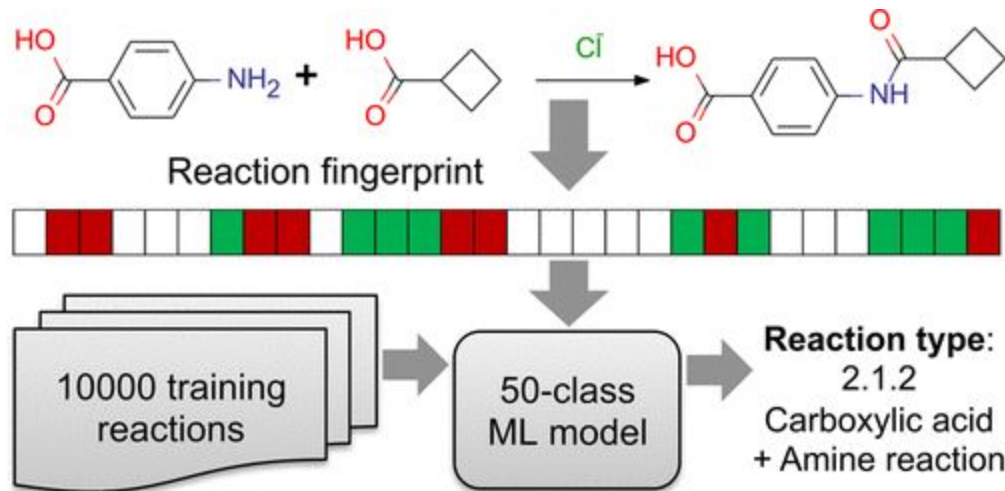 HO
O
NH2
+
HO
O
Cl-
HO
O
NH
O
Reaction fingerprint
10000 training
reactions
50-class
ML model
Reaction type:
2.1.2
Carboxylic acid
+ Amine reaction